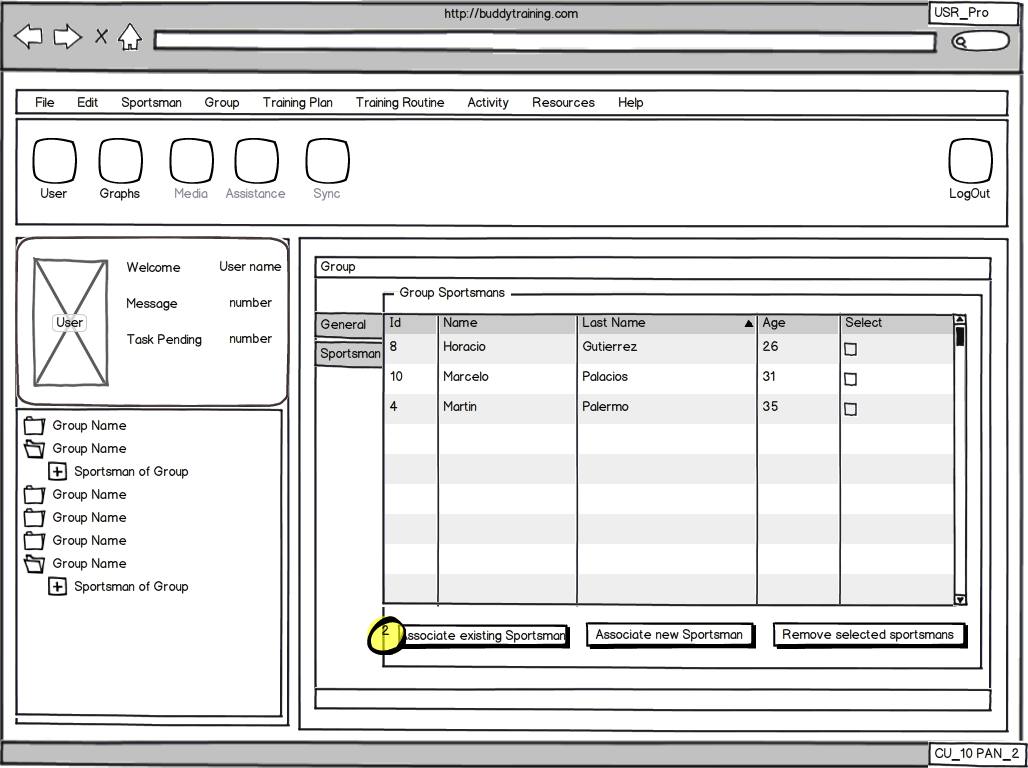 http://buddytraining.com
USR_Pro
X
File Edit Sportsman Group Training Plan Training Routine Activity Resources Help
User Graphs Media Assistance Sync LogOut
User
Welcome User name
Message number
Task Pending number
Group Name
Group Name
Sportsman of Group
Group Name
Group Name
Group Name
Group Name
Sportsman of Group
Group
General
Sportsman
Group Sportsmans
Id Name Last Name Age Select
8 Horacio Gutierrez 26
10 Marcelo Palacios 31
4 Martin Palermo 35
2
Associate existing Sportsman Associate new Sportsman Remove selected sportsmans
CU_10 PAN_2